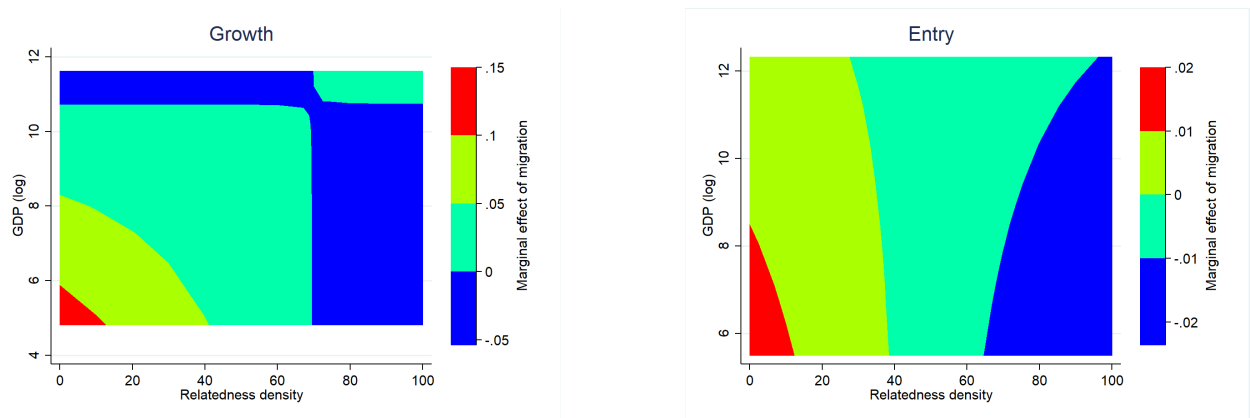 Growth
12
10
8
6
4
GDP (log)
0 20 40 60 80 100
Relatedness density
.15
.1
.05
0
-.05
Marginal effect of migration
Entry
12
10
8
6
GDP (log)
0 20 40 60 80 100
Relatedness density
.02
.01
0
-.01
-.02
Marginal effect of migration